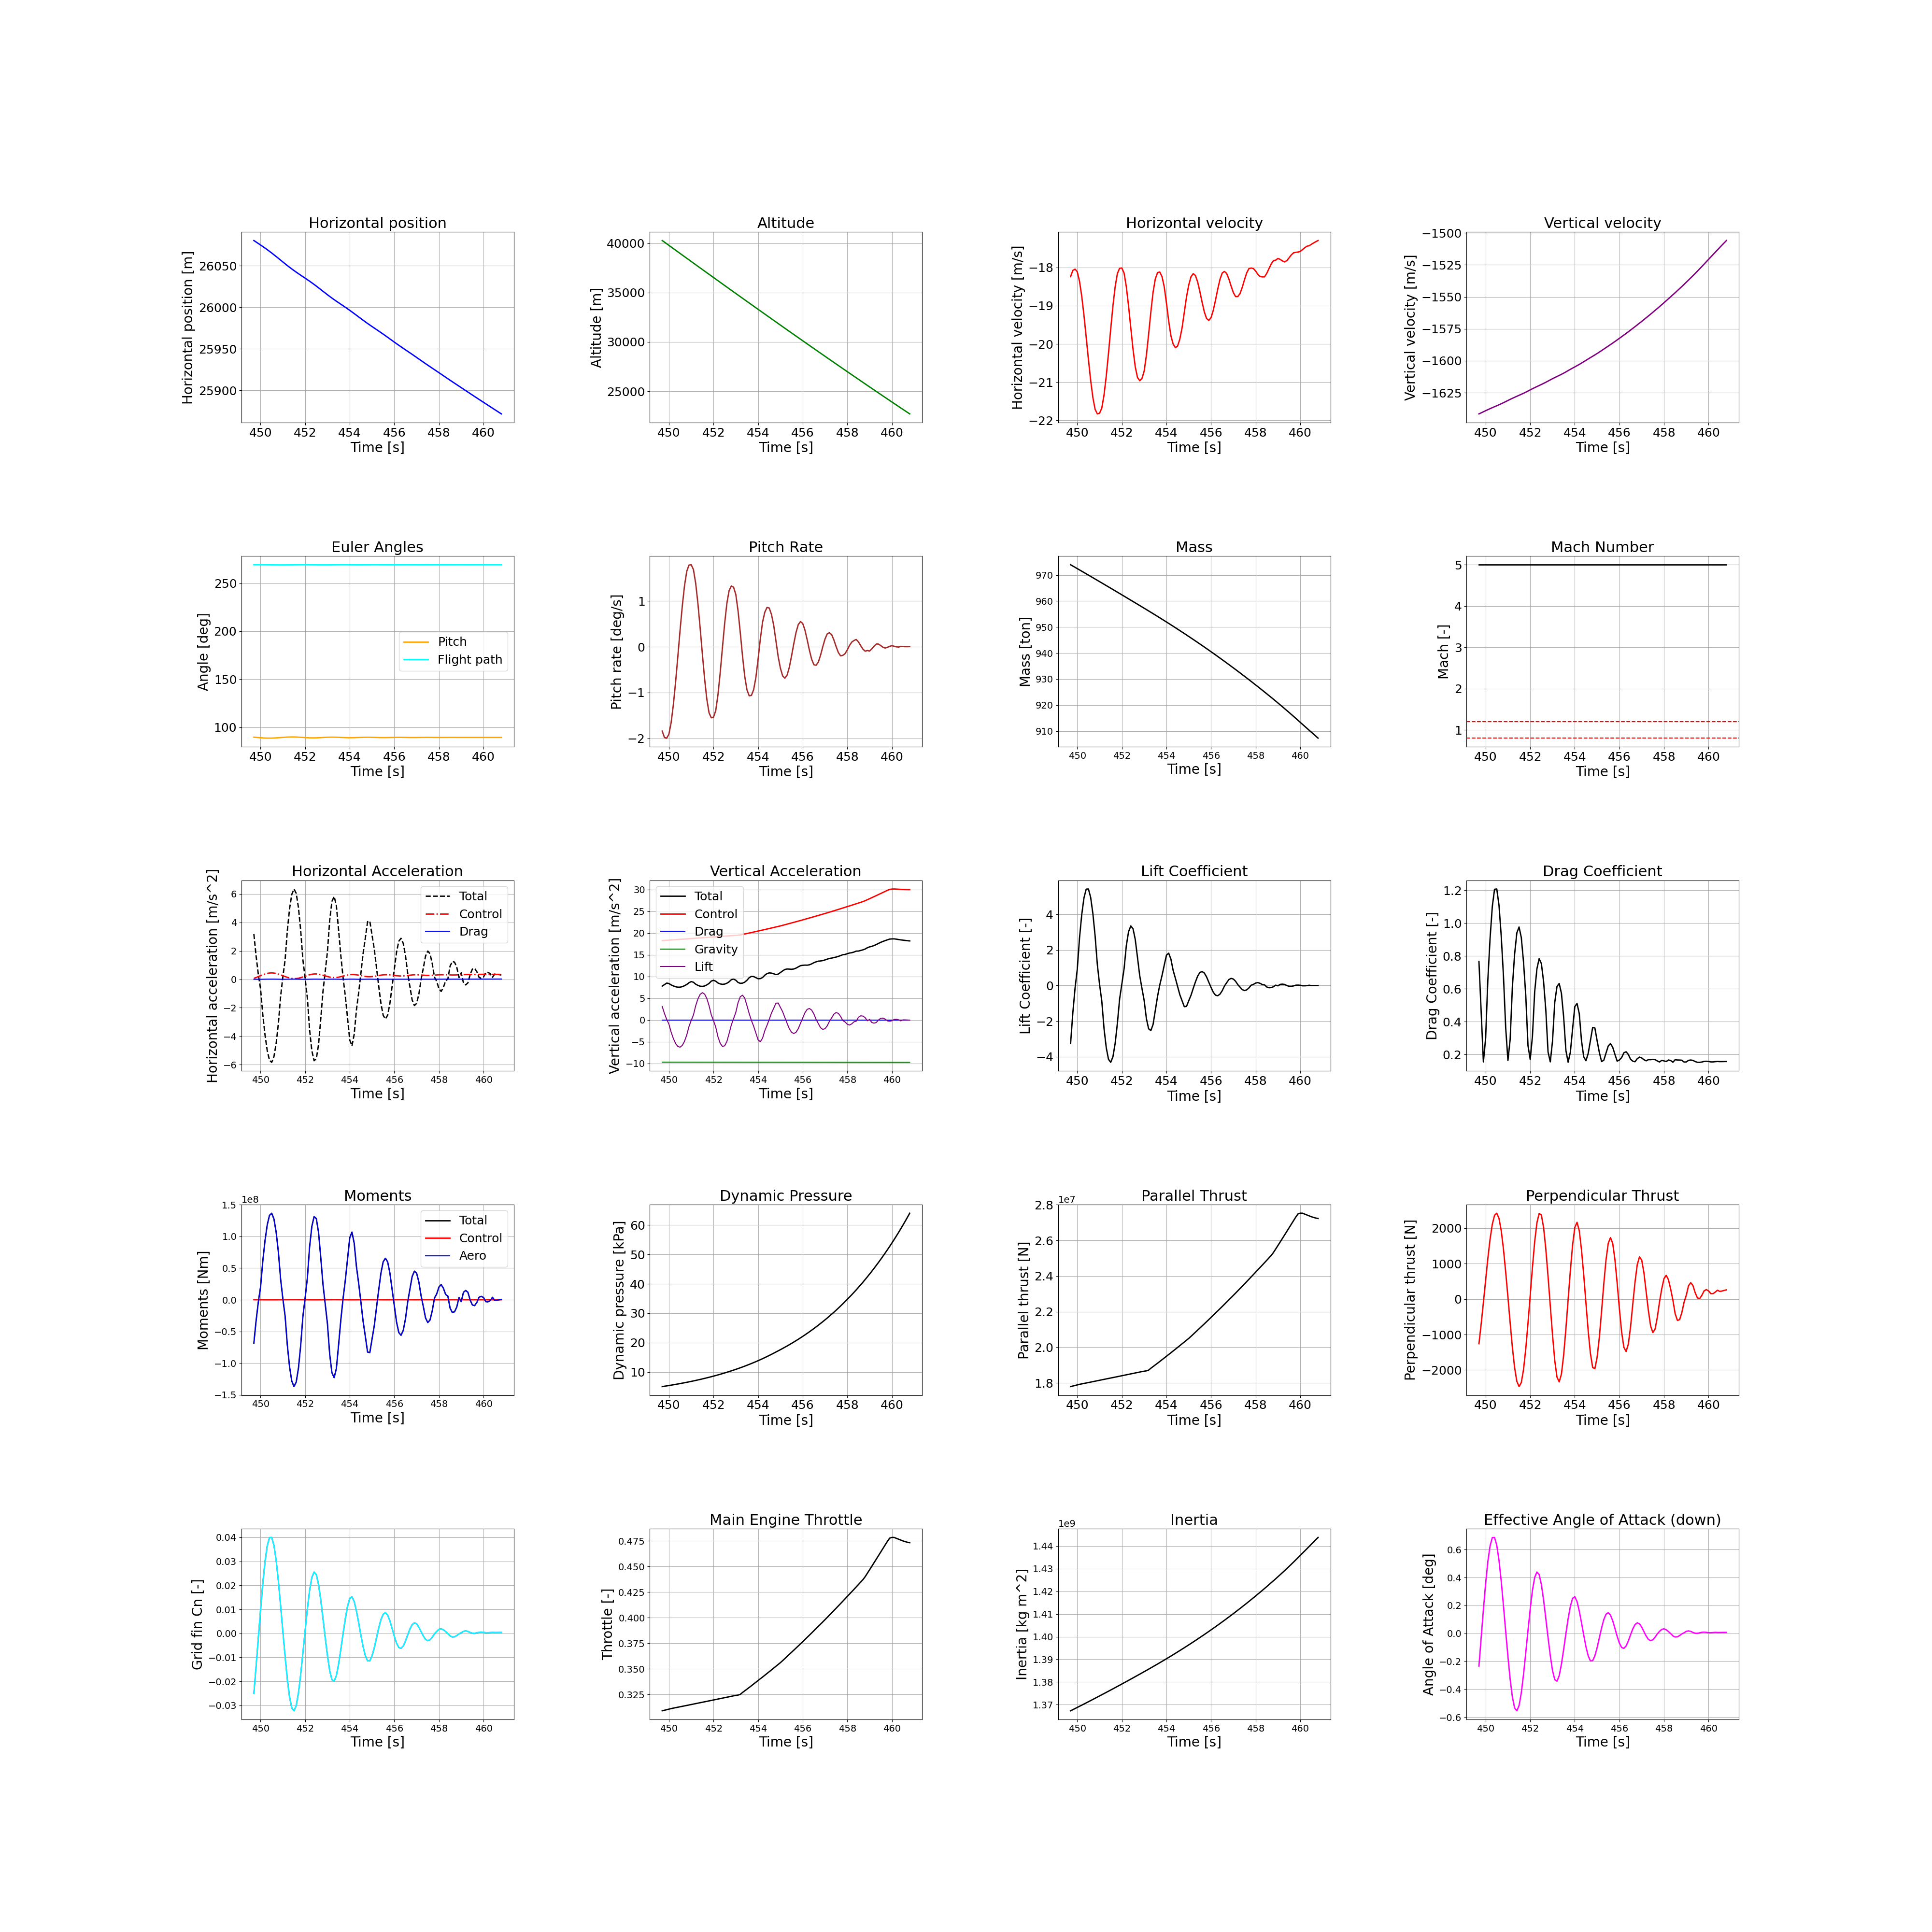 Horizontal position
Horizontal position [m]
26050
26000
25950
25900
450 452 454 456 458 460
Time [s]
Altitude
Altitude [m]
40000
35000
30000
25000
450 452 454 456 458 460
Time [s]
Horizontal velocity
Horizontal velocity [m/s]
−18
−19
−20
−21
−22
450 452 454 456 458 460
Time [s]
Vertical velocity
Vertical velocity [m/s]
−1500
−1525
−1550
−1575
−1600
−1625
450 452 454 456 458 460
Time [s]
Euler Angles
Angle [deg]
250
200
150
100
Pitch
Flight path
450 452 454 456 458 460
Time [s]
Pitch Rate
Pitch rate [deg/s]
1
0
−1
−2
450 452 454 456 458 460
Time [s]
Mass
Mass [ton]
970
960
950
940
930
920
910
450 452 454 456 458 460
Time [s]
Mach Number
Mach [-]
5
4
3
2
1
450 452 454 456 458 460
Time [s]
Horizontal Acceleration
Horizontal acceleration [m/s^2]
6
4
2
0
−2
−4
−6
Total
Control
Drag
450 452 454 456 458 460
Time [s]
Vertical Acceleration
Vertical acceleration [m/s^2]
30
25
20
15
10
5
0
−5
−10
Total
Control
Drag
Gravity
Lift
450 452 454 456 458 460
Time [s]
Lift Coefficient
Lift Coefficient [-]
4
2
0
−2
−4
450 452 454 456 458 460
Time [s]
Drag Coefficient
Drag Coefficient [-]
1.2
1.0
0.8
0.6
0.4
0.2
450 452 454 456 458 460
Time [s]
Moments
1e8
Moments [Nm]
1.5
1.0
0.5
0.0
−0.5
−1.0
−1.5
Total
Control
Aero
450 452 454 456 458 460
Time [s]
Dynamic Pressure
Dynamic pressure [kPa]
60
50
40
30
20
10
450 452 454 456 458 460
Time [s]
Parallel Thrust
1e7
Parallel thrust [N]
2.8
2.6
2.4
2.2
2.0
1.8
450 452 454 456 458 460
Time [s]
Perpendicular Thrust
Perpendicular thrust [N]
2000
1000
0
−1000
−2000
450 452 454 456 458 460
Time [s]
Grid fin Cn [-]
0.04
0.03
0.02
0.01
0.00
−0.01
−0.02
−0.03
450 452 454 456 458 460
Time [s]
Main Engine Throttle
Throttle [-]
0.475
0.450
0.425
0.400
0.375
0.350
0.325
450 452 454 456 458 460
Time [s]
Inertia
1e9
Inertia [kg m^2]
1.44
1.43
1.42
1.41
1.40
1.39
1.38
1.37
450 452 454 456 458 460
Time [s]
Effective Angle of Attack (down)
Angle of Attack [deg]
0.6
0.4
0.2
0.0
−0.2
−0.4
−0.6
450 452 454 456 458 460
Time [s]